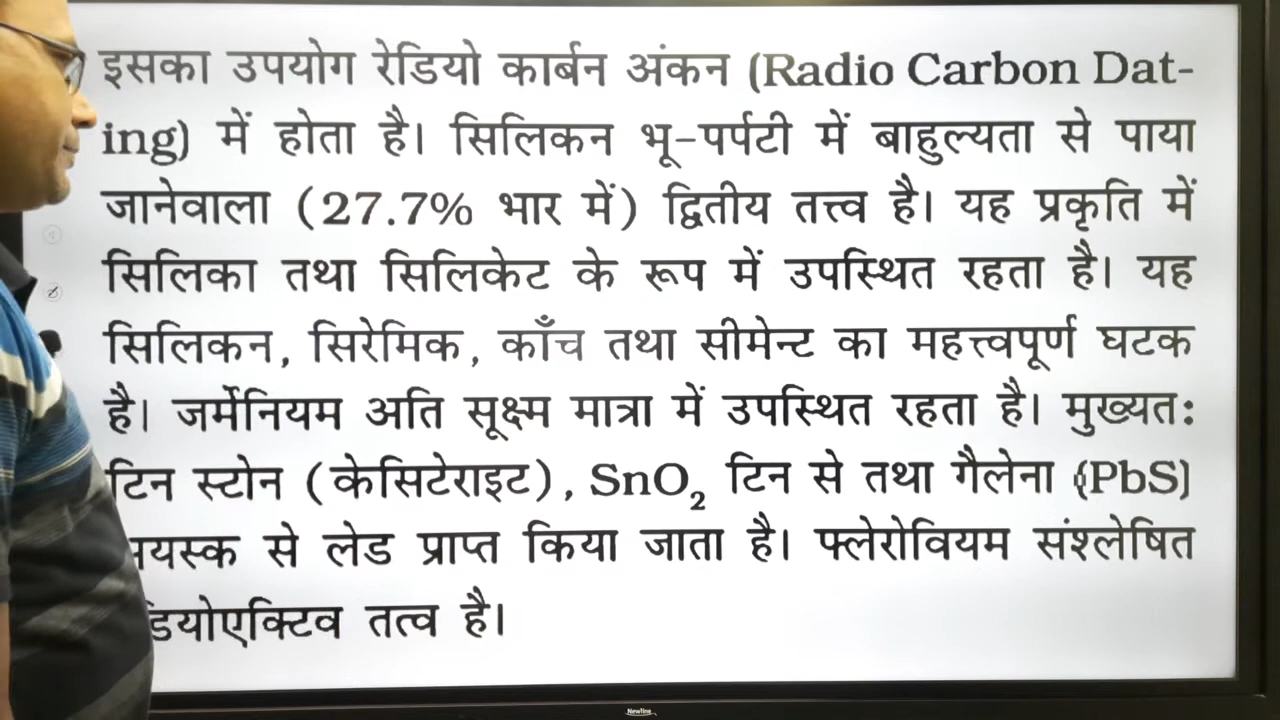 इसका उपयोग रेडियो कार्बन अंकन (Radio Carbon Dat-
ing) में होता है। सिलिकन भू-पर्पटी में बाहुल्यता से पाया
जानेवाला (27.7% भार में) द्वितीय तत्त्व है। यह प्रकृति में
सिलिका तथा सिलिकेट के रूप में उपस्थित रहता है। यह
सिलिकन, सिरेमिक, काँच तथा सीमेन्ट का महत्त्वपूर्ण घटक
है। जर्मेनियम अति सूक्ष्म मात्रा में उपस्थित रहता है। मुख्यतः
टिन स्टोन (केसिटेराइट), SnO₂ टिन से तथा गैलेना (PbS)
से लेड प्राप्त किया जाता है। फ्लेरोवियम संश्लेषित
तत्व है।
Newline